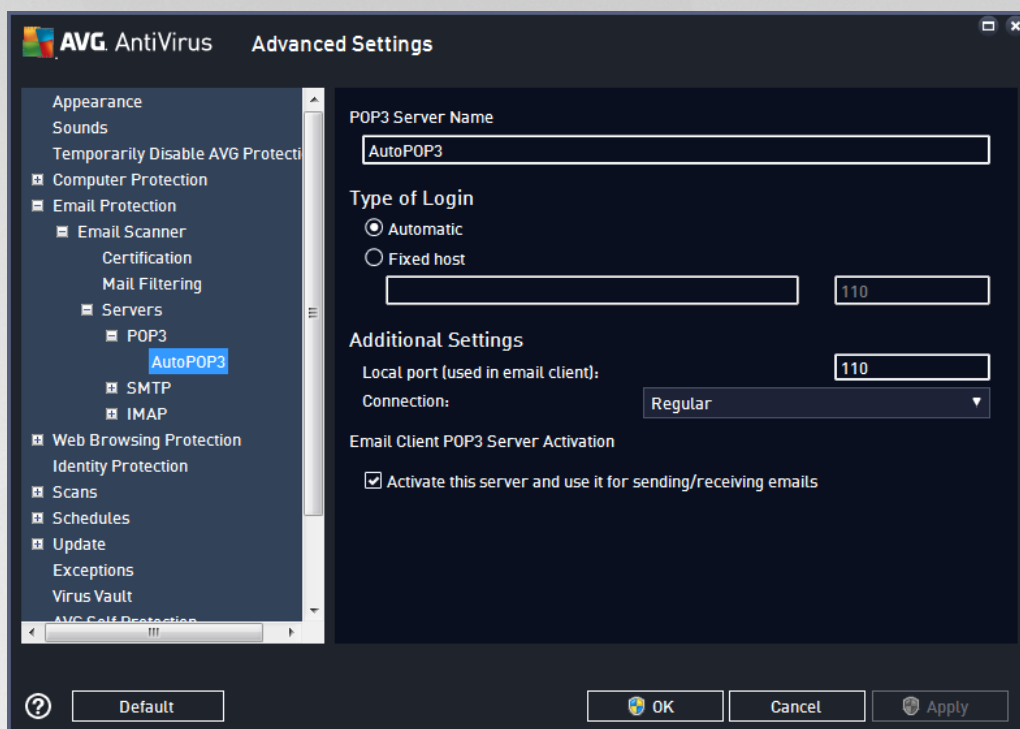 AVG. AntiVirus Advanced Settings
Appearance
Sounds
Temporarily Disable AVG Protecti
Computer Protection
Email Protection
Email Scanner
Certification
Mail Filtering
Servers
POP3
AutoPOP3
SMTP
IMAP
Web Browsing Protection
Identity Protection
Scans
Schedules
Update
Exceptions
Virus Vault
AVG Self Protection
POP3 Server Name
AutoPOP3
Type of Login
Automatic
Fixed host
110
Additional Settings
Local port (used in email client): 110
Connection: Regular
Email Client POP3 Server Activation
Activate this server and use it for sending/receiving emails
? Default OK Cancel Apply